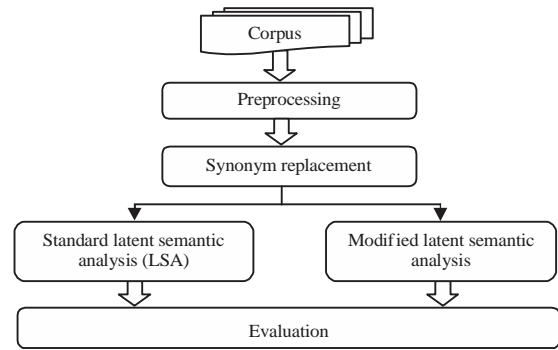 Corpus
Preprocessing
Synonym replacement
Standard latent semantic
analysis (LSA)
Modified latent semantic
analysis
Evaluation